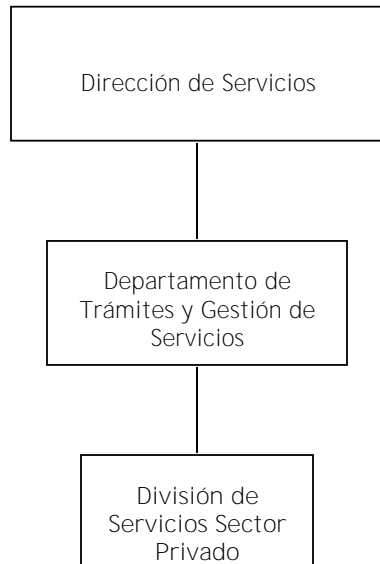 Dirección de Servicios
Departamento de
Trámites y Gestión de
Servicios
División de
Servicios Sector
Privado